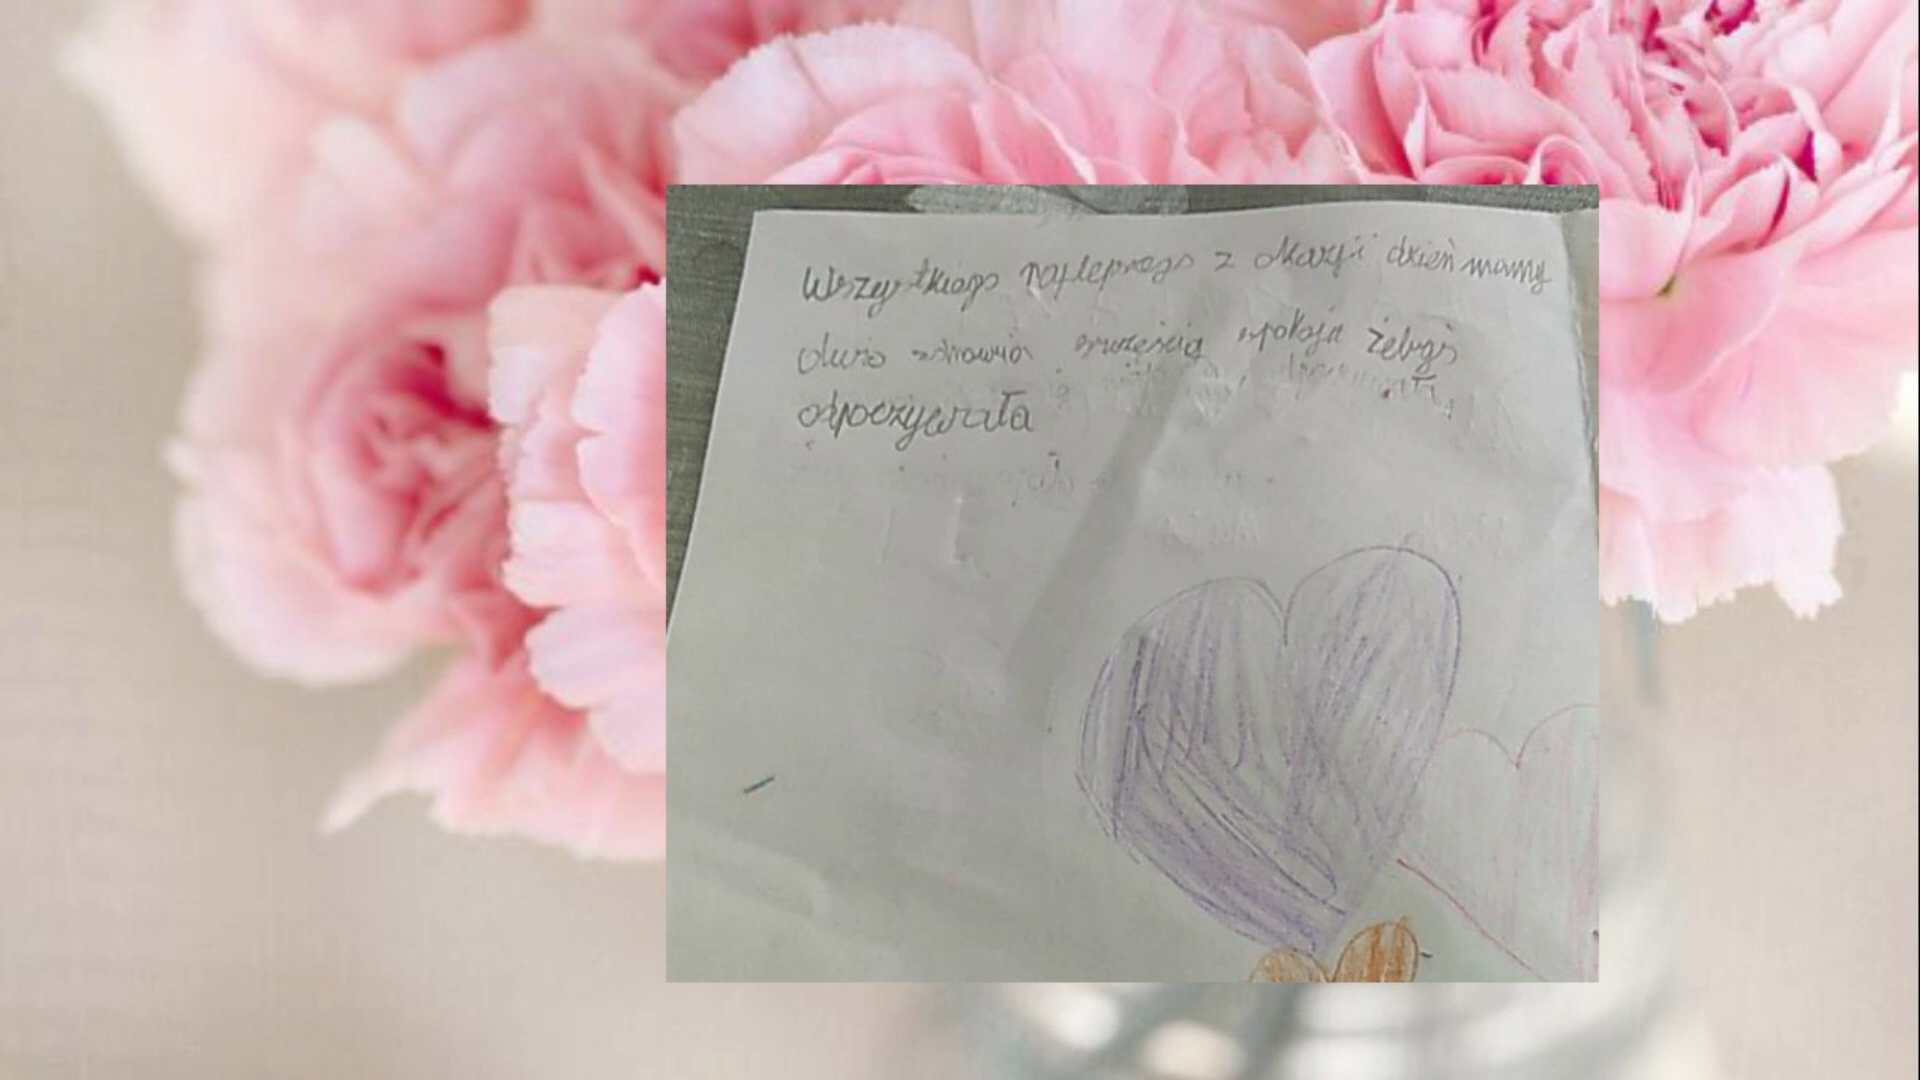 Wszystkiego najlepszego z okazji dzień mamy
dużo zdrowia szczęścia spokoju żebyś
odpoczywała